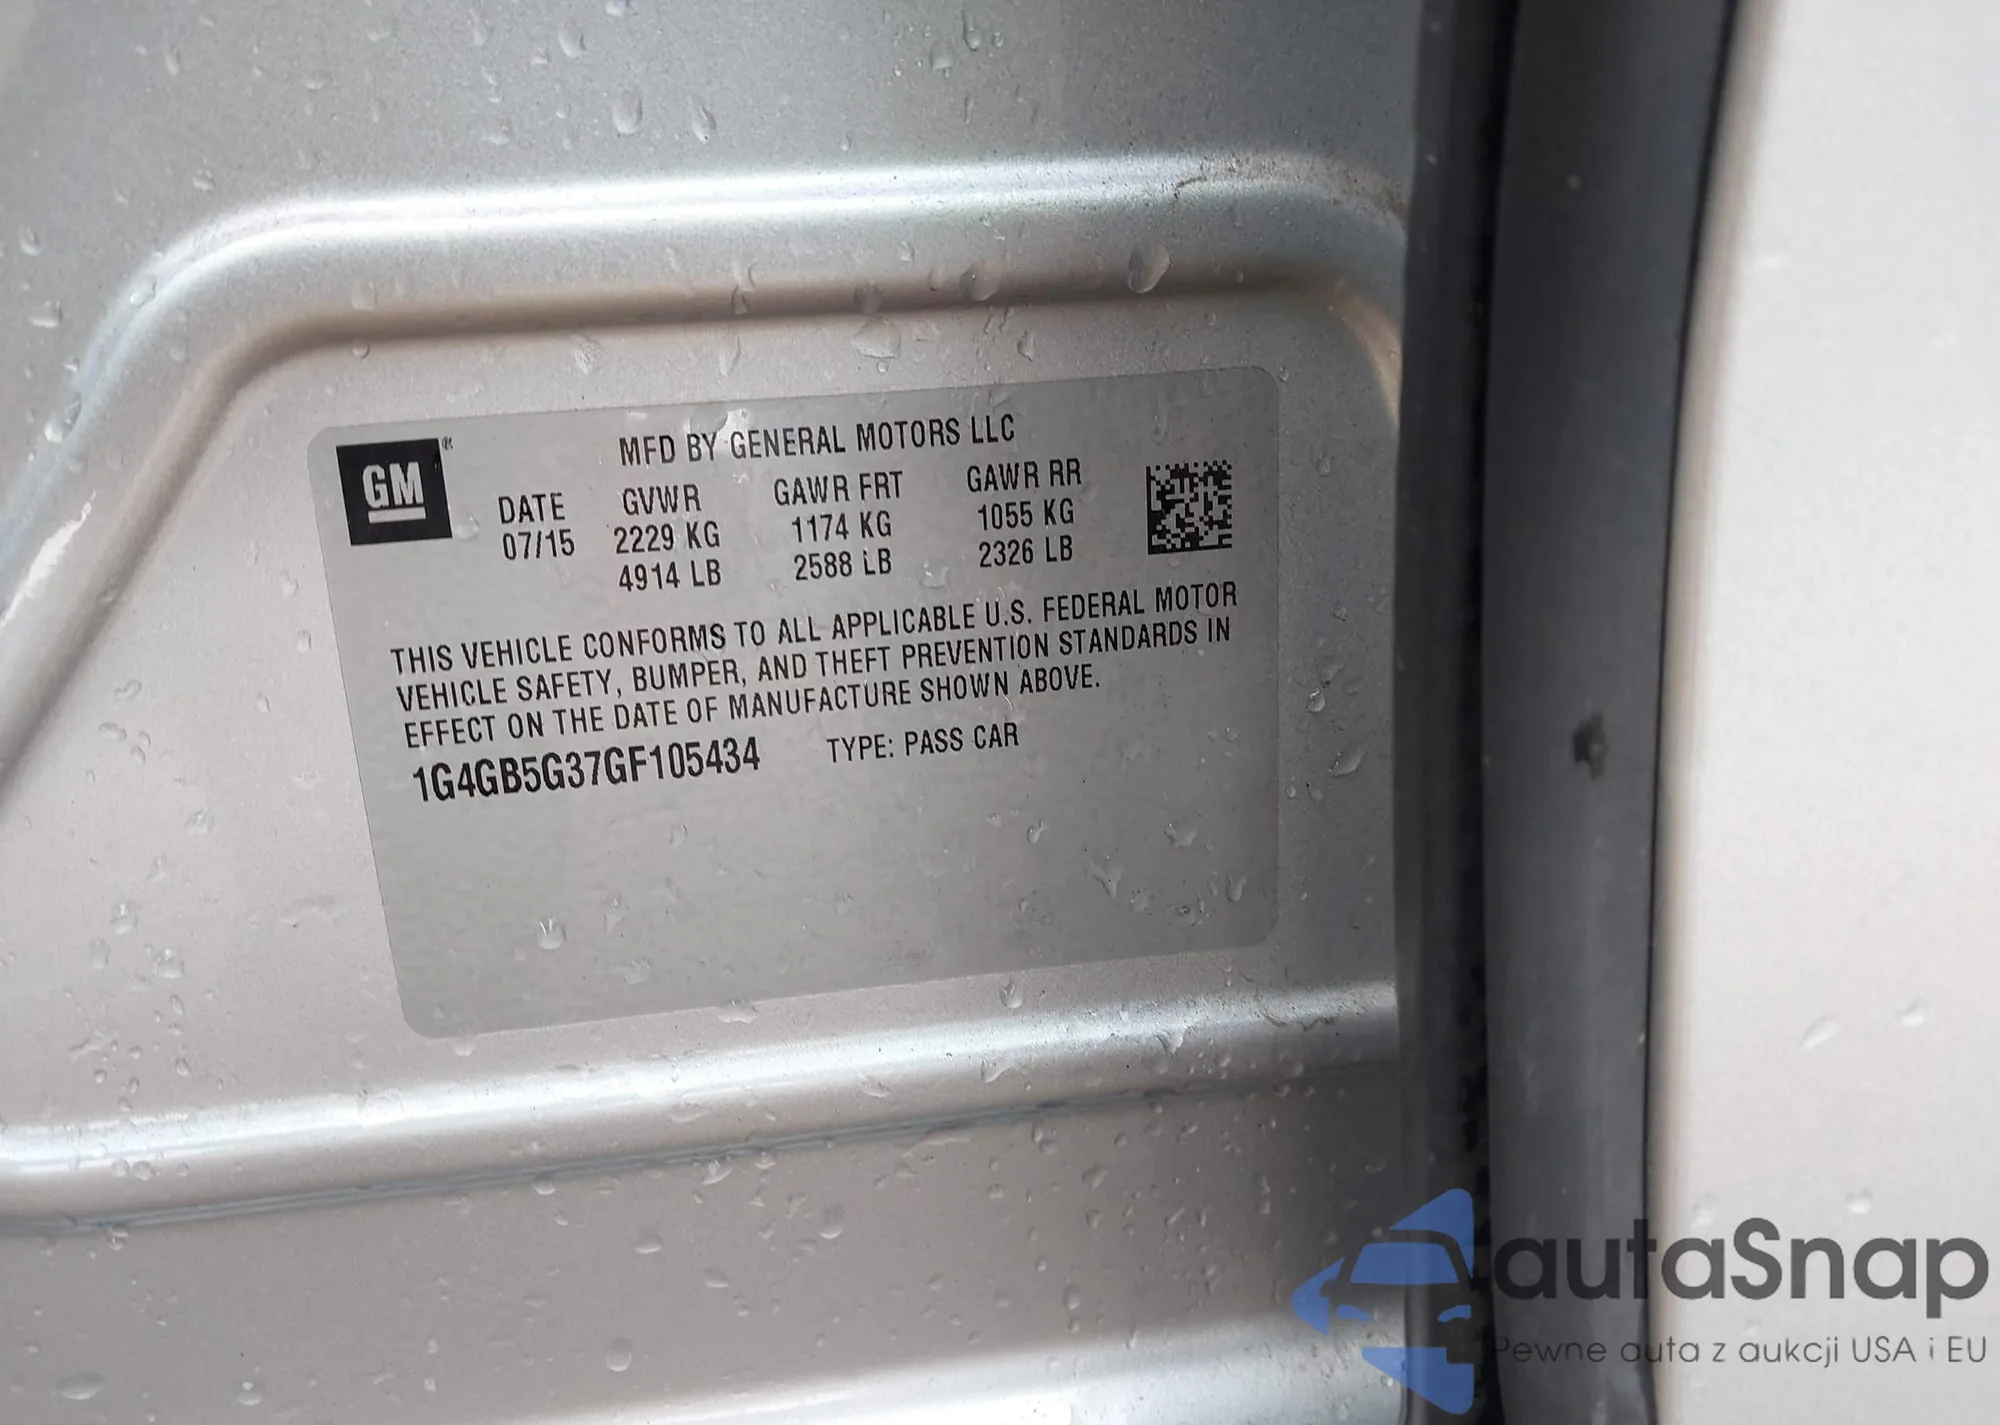 GM®
MFD BY GENERAL MOTORS LLC
DATE GVWR GAWR FRT GAWR RR
07/15 2229 KG 1174 KG 1055 KG
4914 LB 2588 LB 2326 LB
THIS VEHICLE CONFORMS TO ALL APPLICABLE U.S. FEDERAL MOTOR
VEHICLE SAFETY, BUMPER, AND THEFT PREVENTION STANDARDS IN
EFFECT ON THE DATE OF MANUFACTURE SHOWN ABOVE.
1G4GB5G37GF105434 TYPE: PASS CAR
autaSnap
Pewne auta z aukcji USA i EU